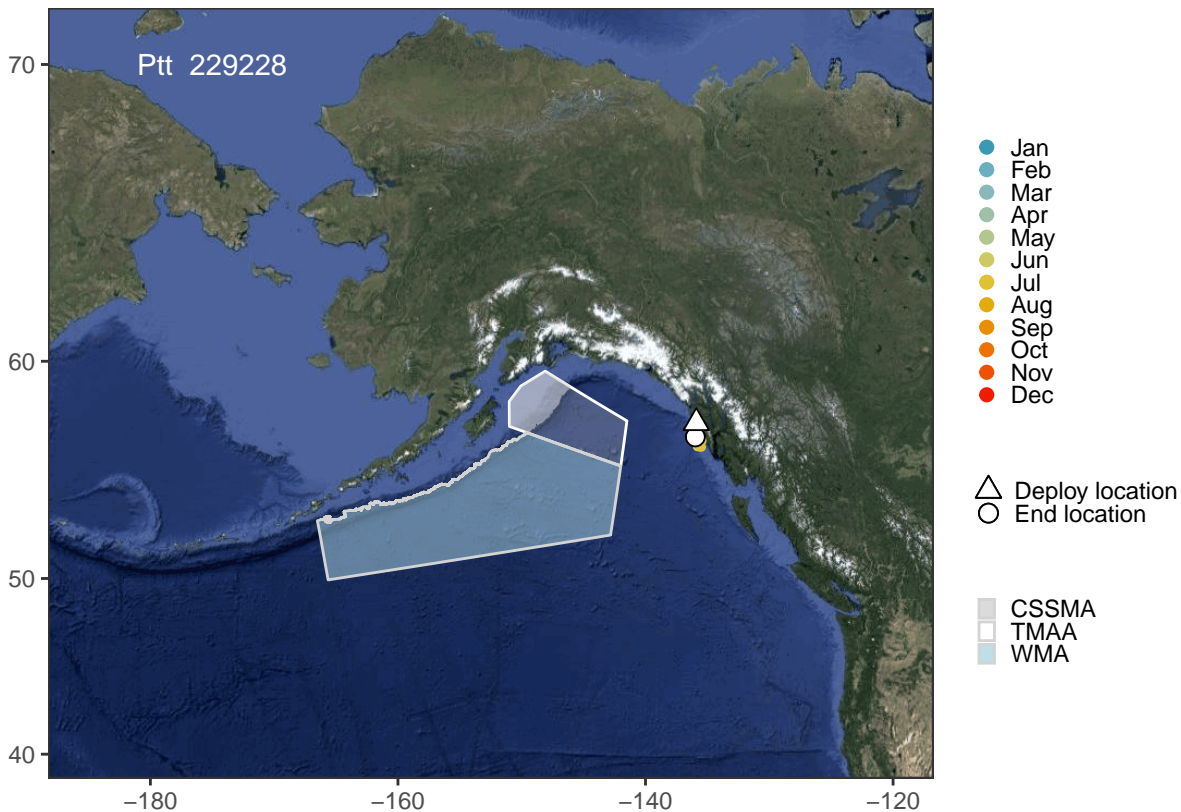 Ptt 229228
70
60
50
40
−180
−160
−140
−120
Jan
Feb
Mar
Apr
May
Jun
Jul
Aug
Sep
Oct
Nov
Dec
Deploy location
End location
CSSMA
TMAA
WMA